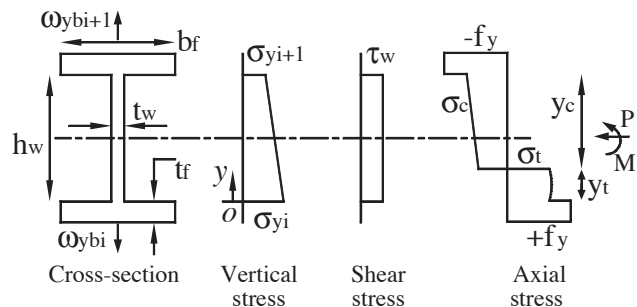 ωybi+1
bf
tw
hw
tf
ωybi
Cross-section
σyi+1
y
o
σyi
Vertical
stress
τw
Shear
stress
-fy
σc
yc
P
M
σt
yt
+fy
Axial
stress